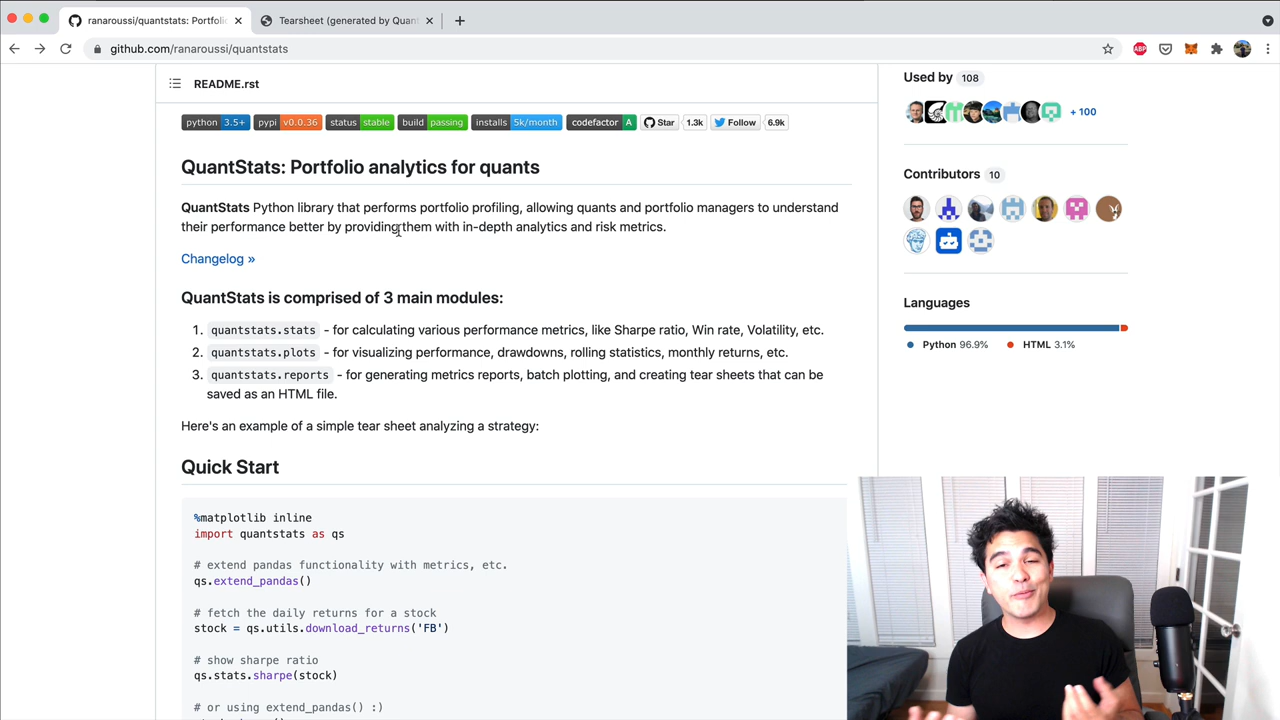 ranaroussi/quantstats: Portfoli
Tearsheet (generated by Quant
github.com/ranaroussi/quantstats
ABP
README.rst
python 3.5+ pypi v0.0.36 status stable build passing installs 5k/month codefactor A Star 1.3k Follow 6.9k
QuantStats: Portfolio analytics for quants
QuantStats Python library that performs portfolio profiling, allowing quants and portfolio managers to understand
their performance better by providing them with in-depth analytics and risk metrics.
Changelog »
QuantStats is comprised of 3 main modules:
1. quantstats.stats - for calculating various performance metrics, like Sharpe ratio, Win rate, Volatility, etc.
2. quantstats.plots - for visualizing performance, drawdowns, rolling statistics, monthly returns, etc.
3. quantstats.reports - for generating metrics reports, batch plotting, and creating tear sheets that can be
saved as an HTML file.
Here's an example of a simple tear sheet analyzing a strategy:
Quick Start
%matplotlib inline
import quantstats as qs
# extend pandas functionality with metrics, etc.
qs.extend_pandas()
# fetch the daily returns for a stock
stock = qs.utils.download_returns('FB')
# show sharpe ratio
qs.stats.sharpe(stock)
# or using extend_pandas() :)
Used by 108
+ 100
Contributors 10
Languages
Python 96.9% HTML 3.1%